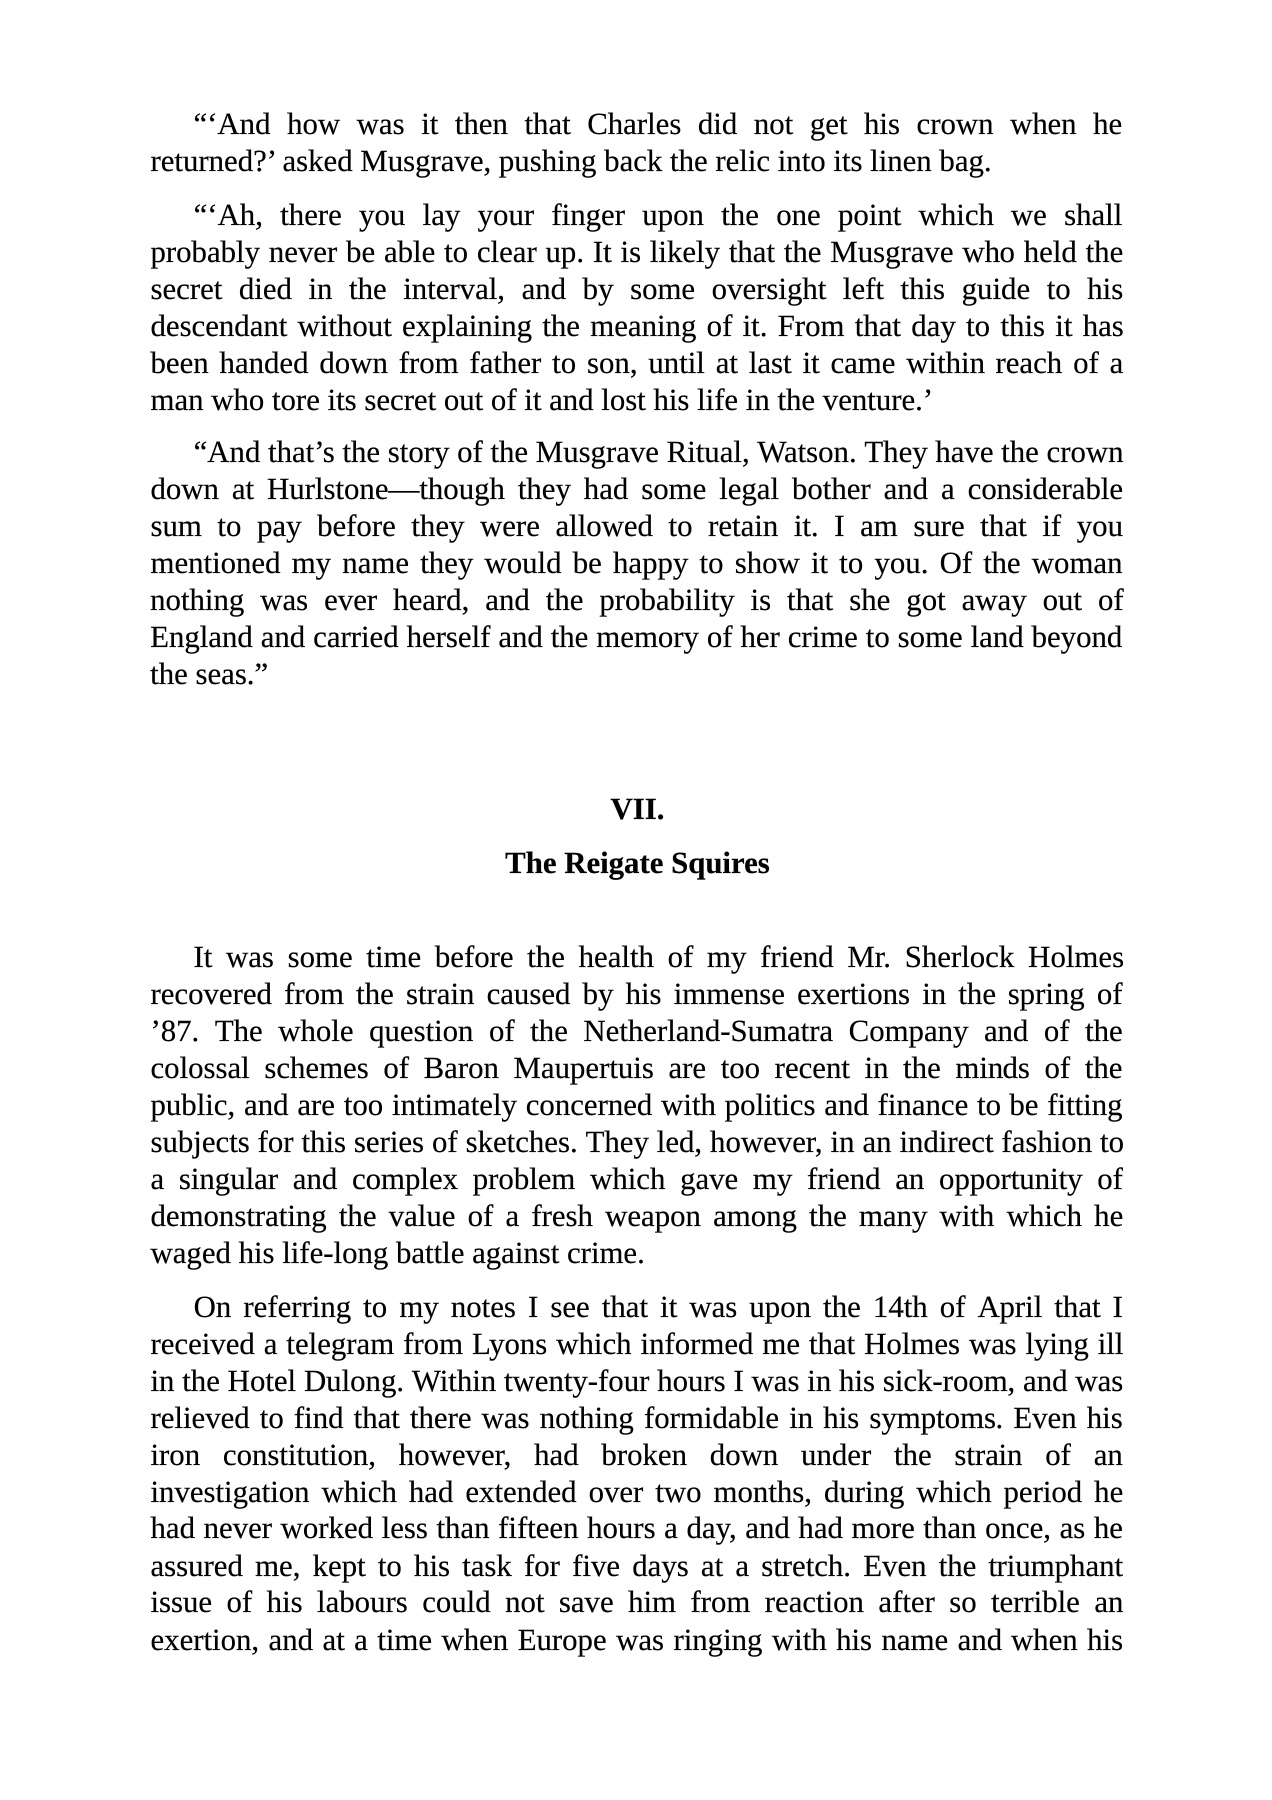 “‘And how was it then that Charles did not get his crown when he
returned?’ asked Musgrave, pushing back the relic into its linen bag.
“‘Ah, there you lay your finger upon the one point which we shall
probably never be able to clear up. It is likely that the Musgrave who held the
secret died in the interval, and by some oversight left this guide to his
descendant without explaining the meaning of it. From that day to this it has
been handed down from father to son, until at last it came within reach of a
man who tore its secret out of it and lost his life in the venture.’
“And that’s the story of the Musgrave Ritual, Watson. They have the crown
down at Hurlstone—though they had some legal bother and a considerable
sum to pay before they were allowed to retain it. I am sure that if you
mentioned my name they would be happy to show it to you. Of the woman
nothing was ever heard, and the probability is that she got away out of
England and carried herself and the memory of her crime to some land beyond
the seas.”
VII.
The Reigate Squires
It was some time before the health of my friend Mr. Sherlock Holmes
recovered from the strain caused by his immense exertions in the spring of
’87. The whole question of the Netherland-Sumatra Company and of the
colossal schemes of Baron Maupertuis are too recent in the minds of the
public, and are too intimately concerned with politics and finance to be fitting
subjects for this series of sketches. They led, however, in an indirect fashion to
a singular and complex problem which gave my friend an opportunity of
demonstrating the value of a fresh weapon among the many with which he
waged his life-long battle against crime.
On referring to my notes I see that it was upon the 14th of April that I
received a telegram from Lyons which informed me that Holmes was lying ill
in the Hotel Dulong. Within twenty-four hours I was in his sick-room, and was
relieved to find that there was nothing formidable in his symptoms. Even his
iron constitution, however, had broken down under the strain of an
investigation which had extended over two months, during which period he
had never worked less than fifteen hours a day, and had more than once, as he
assured me, kept to his task for five days at a stretch. Even the triumphant
issue of his labours could not save him from reaction after so terrible an
exertion, and at a time when Europe was ringing with his name and when his